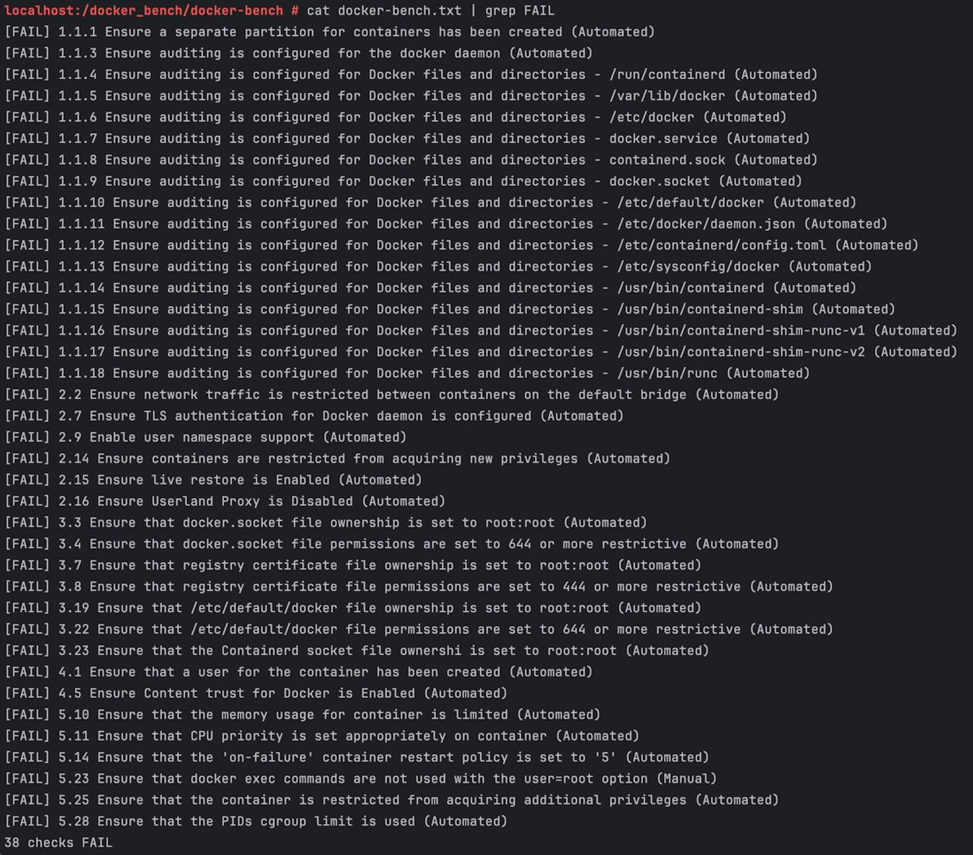 localhost:/docker_bench/docker-bench # cat docker-bench.txt | grep FAIL
[FAIL] 1.1.1 Ensure a separate partition for containers has been created (Automated)
[FAIL] 1.1.3 Ensure auditing is configured for the docker daemon (Automated)
[FAIL] 1.1.4 Ensure auditing is configured for Docker files and directories - /run/containerd (Automated)
[FAIL] 1.1.5 Ensure auditing is configured for Docker files and directories - /var/lib/docker (Automated)
[FAIL] 1.1.6 Ensure auditing is configured for Docker files and directories - /etc/docker (Automated)
[FAIL] 1.1.7 Ensure auditing is configured for Docker files and directories - docker.service (Automated)
[FAIL] 1.1.8 Ensure auditing is configured for Docker files and directories - containerd.sock (Automated)
[FAIL] 1.1.9 Ensure auditing is configured for Docker files and directories - docker.socket (Automated)
[FAIL] 1.1.10 Ensure auditing is configured for Docker files and directories - /etc/default/docker (Automated)
[FAIL] 1.1.11 Ensure auditing is configured for Docker files and directories - /etc/docker/daemon.json (Automated)
[FAIL] 1.1.12 Ensure auditing is configured for Docker files and directories - /etc/containerd/config.toml (Automated)
[FAIL] 1.1.13 Ensure auditing is configured for Docker files and directories - /etc/sysconfig/docker (Automated)
[FAIL] 1.1.14 Ensure auditing is configured for Docker files and directories - /usr/bin/containerd (Automated)
[FAIL] 1.1.15 Ensure auditing is configured for Docker files and directories - /usr/bin/containerd-shim (Automated)
[FAIL] 1.1.16 Ensure auditing is configured for Docker files and directories - /usr/bin/containerd-shim-runc-v1 (Automated)
[FAIL] 1.1.17 Ensure auditing is configured for Docker files and directories - /usr/bin/containerd-shim-runc-v2 (Automated)
[FAIL] 1.1.18 Ensure auditing is configured for Docker files and directories - /usr/bin/runc (Automated)
[FAIL] 2.2 Ensure network traffic is restricted between containers on the default bridge (Automated)
[FAIL] 2.7 Ensure TLS authentication for Docker daemon is configured (Automated)
[FAIL] 2.9 Enable user namespace support (Automated)
[FAIL] 2.14 Ensure containers are restricted from acquiring new privileges (Automated)
[FAIL] 2.15 Ensure live restore is Enabled (Automated)
[FAIL] 2.16 Ensure Userland Proxy is Disabled (Automated)
[FAIL] 3.3 Ensure that docker.socket file ownership is set to root:root (Automated)
[FAIL] 3.4 Ensure that docker.socket file permissions are set to 644 or more restrictive (Automated)
[FAIL] 3.7 Ensure that registry certificate file ownership is set to root:root (Automated)
[FAIL] 3.8 Ensure that registry certificate file permissions are set to 444 or more restrictive (Automated)
[FAIL] 3.19 Ensure that /etc/default/docker file ownership is set to root:root (Automated)
[FAIL] 3.22 Ensure that /etc/default/docker file permissions are set to 644 or more restrictive (Automated)
[FAIL] 3.23 Ensure that the Containerd socket file ownershi is set to root:root (Automated)
[FAIL] 4.1 Ensure that a user for the container has been created (Automated)
[FAIL] 4.5 Ensure Content trust for Docker is Enabled (Automated)
[FAIL] 5.10 Ensure that the memory usage for container is limited (Automated)
[FAIL] 5.11 Ensure that CPU priority is set appropriately on container (Automated)
[FAIL] 5.14 Ensure that the 'on-failure' container restart policy is set to '5' (Automated)
[FAIL] 5.23 Ensure that docker exec commands are not used with the user=root option (Manual)
[FAIL] 5.25 Ensure that the container is restricted from acquiring additional privileges (Automated)
[FAIL] 5.28 Ensure that the PIDs cgroup limit is used (Automated)
38 checks FAIL